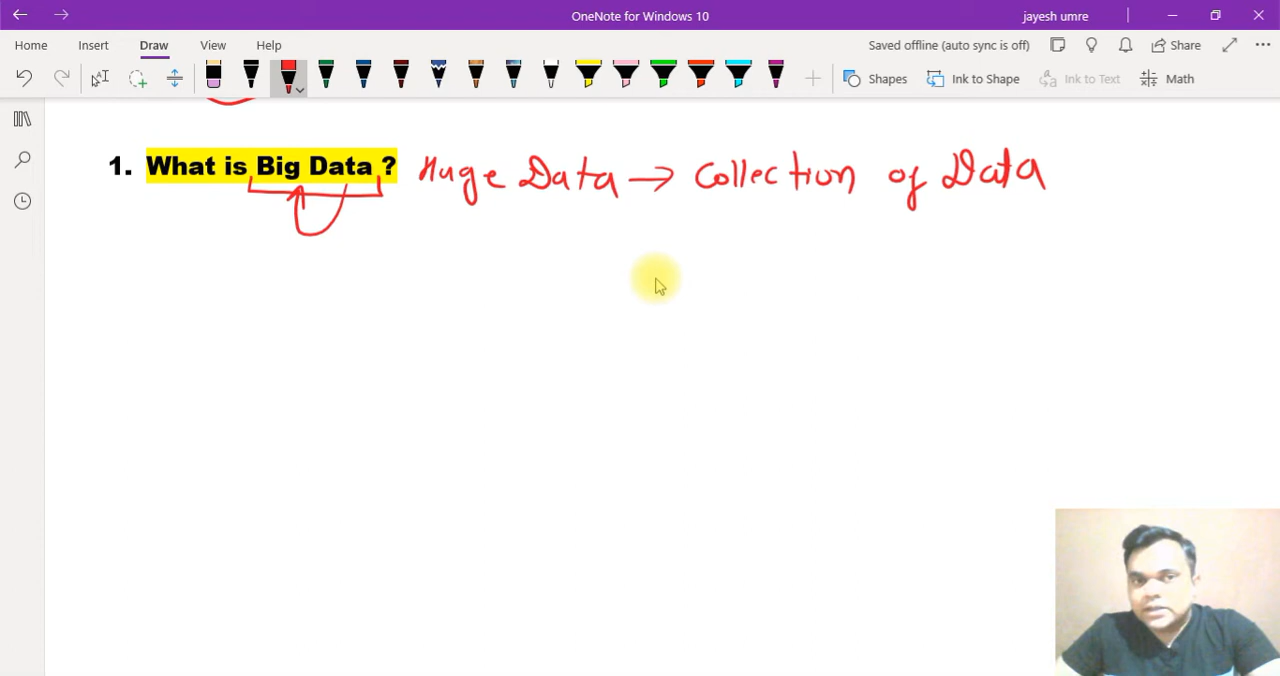 OneNote for Windows 10
jayesh umre
Home Insert Draw View Help
Saved offline (auto sync is off) Share
Shapes Ink to Shape Ink to Text Math
1. What is Big Data ? Huge Data → Collection of Data